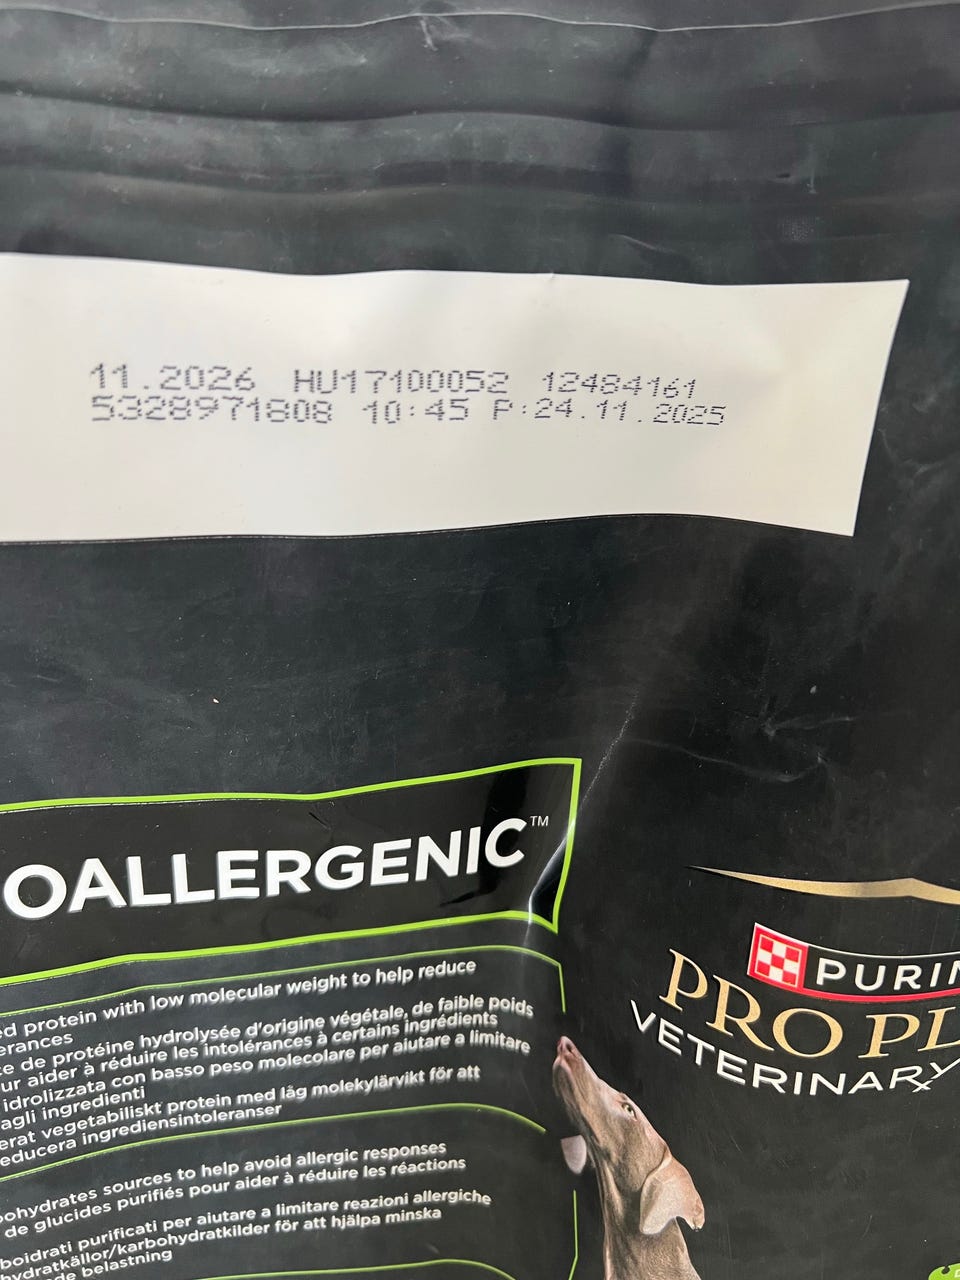 11.2026 HU17100052 12484161
5328971808 10:45 P:24.11.2025
OALLERGENIC™
ed protein with low molecular weight to help reduce
erances
ce de protéine hydrolysée d'origine végétale, de faible poids
ur aider à réduire les intolérances à certains ingrédients
idrolizzata con basso peso molecolare per aiutare a limitare
agli ingredienti
erat vegetabiliskt protein med låg molekylärvikt för att
educera ingrediensintoleranser
bohydrates sources to help avoid allergic responses
de glucides purifiés pour aider à réduire les réactions
boidrati purificati per aiutare a limitare reazioni allergiche
hydratkällor/karbohydratkilder för att hjälpa minska
de belastning
PURIN
PRO PL
VETERINARY